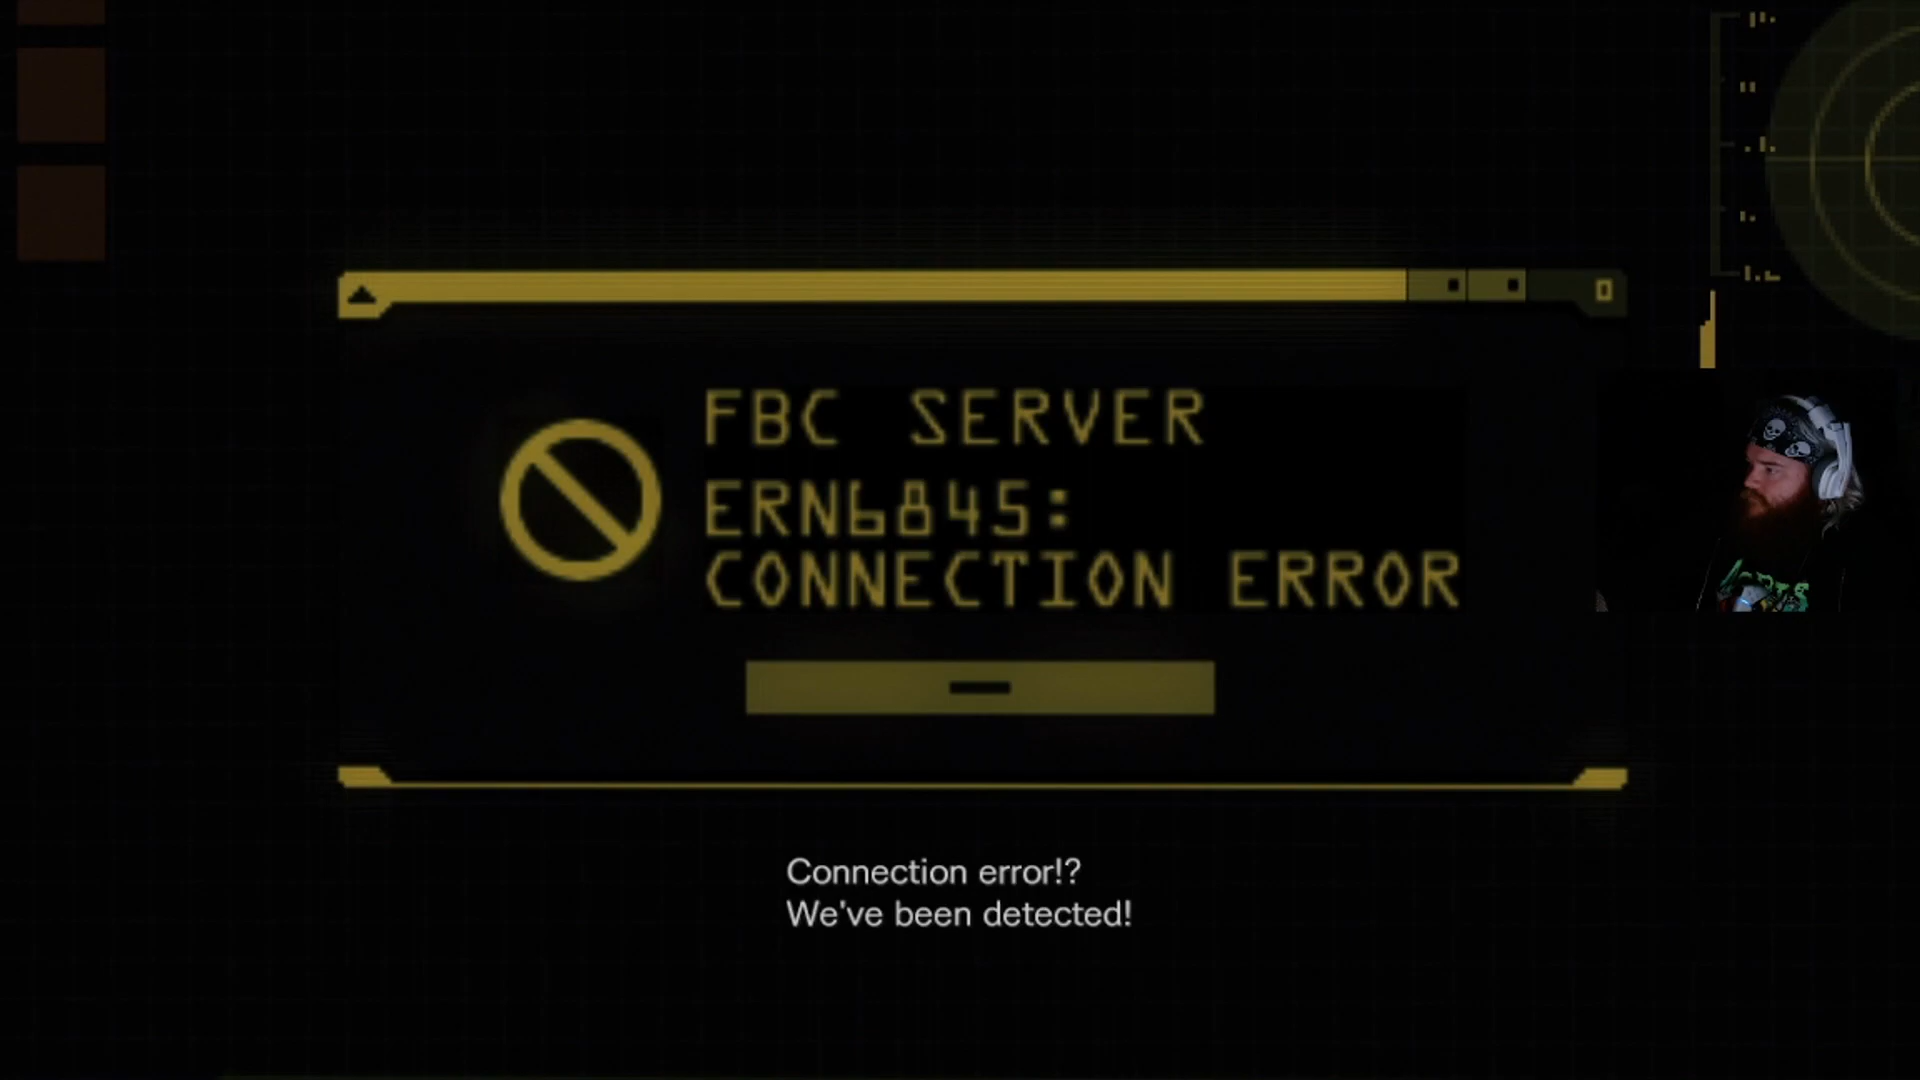 FBC SERVER
ERN6845:
CONNECTION ERROR
Connection error!?
We've been detected!